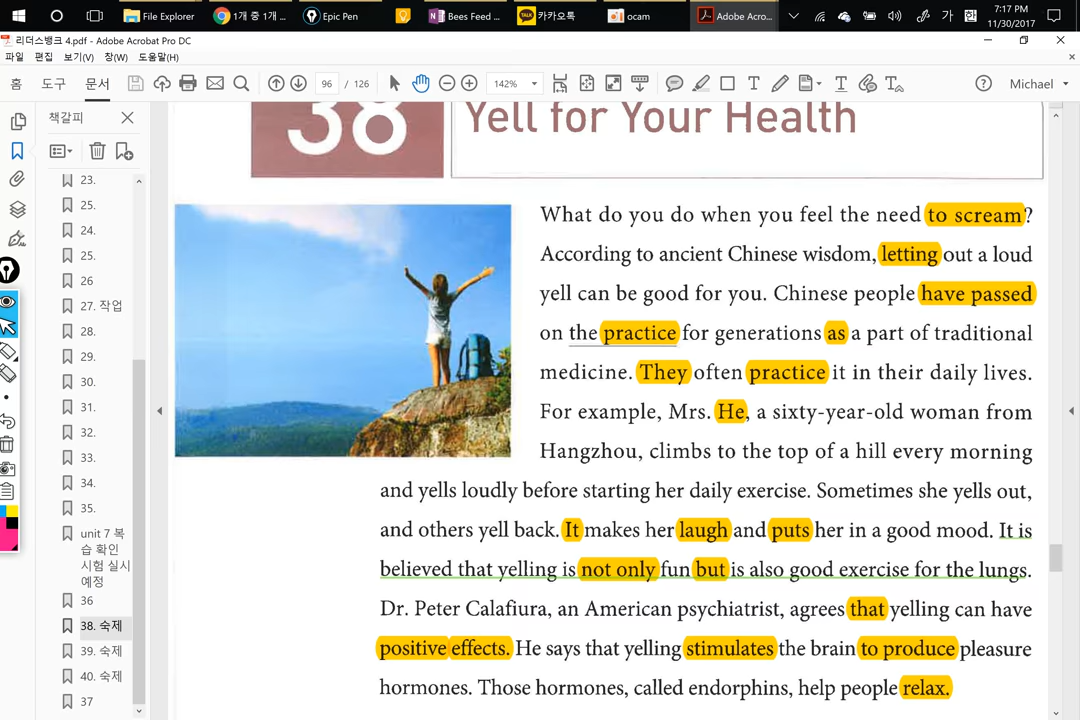 File Explorer
1개 중 1개 ...
Epic Pen
Bees Feed ...
카카오톡
ocam
Adobe Acro...
가
한
7:17 PM
11/30/2017
리더스뱅크 4.pdf - Adobe Acrobat Pro DC
파일 편집 보기(V) 창(W) 도움말(H)
홈 도구 문서
96 / 126
142%
Michael
책갈피
23.
25.
24.
25.
26
27. 작업
28.
29.
30.
31.
32.
33.
34.
35.
unit 7 복
습 확인
시험 실시
예정
36
38. 숙제
39. 숙제
40. 숙제
37
38
Yell for Your Health
What do you do when you feel the need to scream?
According to ancient Chinese wisdom, letting out a loud
yell can be good for you. Chinese people have passed
on the practice for generations as a part of traditional
medicine. They often practice it in their daily lives.
For example, Mrs. He, a sixty-year-old woman from
Hangzhou, climbs to the top of a hill every morning
and yells loudly before starting her daily exercise. Sometimes she yells out,
and others yell back. It makes her laugh and puts her in a good mood. It is
believed that yelling is not only fun but is also good exercise for the lungs.
Dr. Peter Calafiura, an American psychiatrist, agrees that yelling can have
positive effects. He says that yelling stimulates the brain to produce pleasure
hormones. Those hormones, called endorphins, help people relax.